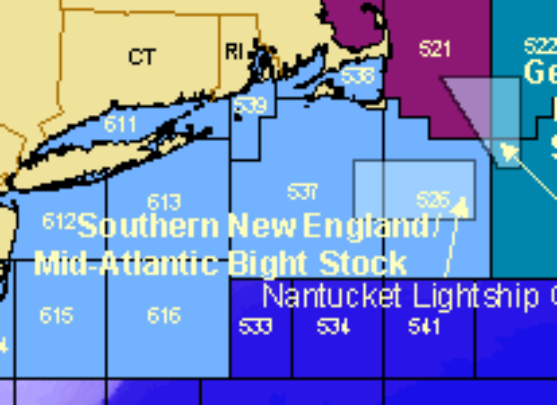 CT
RI
521
522
Ge
538
539
611
613
537
526
612
Southern New England/
Mid-Atlantic Bight Stock
Nantucket Lightship
615
616
533
534
541